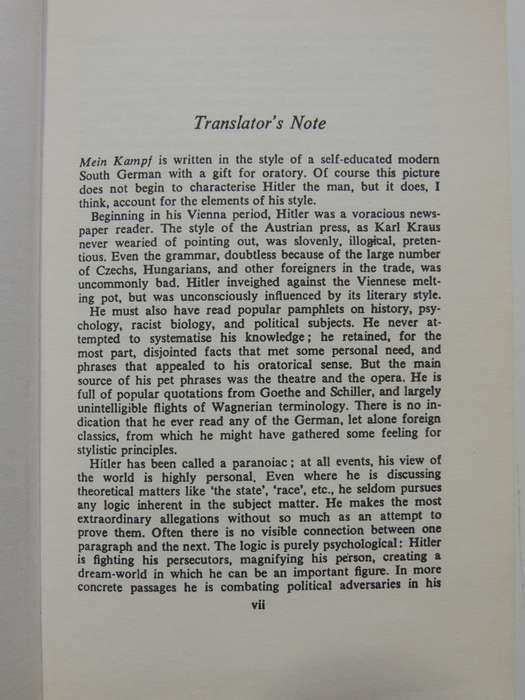 Translator's Note
Mein Kampf is written in the style of a self-educated modern
South German with a gift for oratory. Of course this picture
does not begin to characterise Hitler the man, but it does, I
think, account for the elements of his style.
Beginning in his Vienna period, Hitler was a voracious news-
paper reader. The style of the Austrian press, as Karl Kraus
never wearied of pointing out, was slovenly, illogical, preten-
tious. Even the grammar, doubtless because of the large number
of Czechs, Hungarians, and other foreigners in the trade, was
uncommonly bad. Hitler inveighed against the Viennese melt-
ing pot, but was unconsciously influenced by its literary style.
He must also have read popular pamphlets on history, psy-
chology, racist biology, and political subjects. He never at-
tempted to systematise his knowledge; he retained, for the
most part, disjointed facts that met some personal need, and
phrases that appealed to his oratorical sense. But the main
source of his pet phrases was the theatre and the opera. He is
full of popular quotations from Goethe and Schiller, and largely
unintelligible flights of Wagnerian terminology. There is no in-
dication that he ever read any of the German, let alone foreign
classics, from which he might have gathered some feeling for
stylistic principles.
Hitler has been called a paranoiac; at all events, his view of
the world is highly personal. Even where he is discussing
theoretical matters like 'the state', 'race', etc., he seldom pursues
any logic inherent in the subject matter. He makes the most
extraordinary allegations without so much as an attempt to
prove them. Often there is no visible connection between one
paragraph and the next. The logic is purely psychological: Hitler
is fighting his persecutors, magnifying his person, creating a
dream-world in which he can be an important figure. In more
concrete passages he is combating political adversaries in his
vii